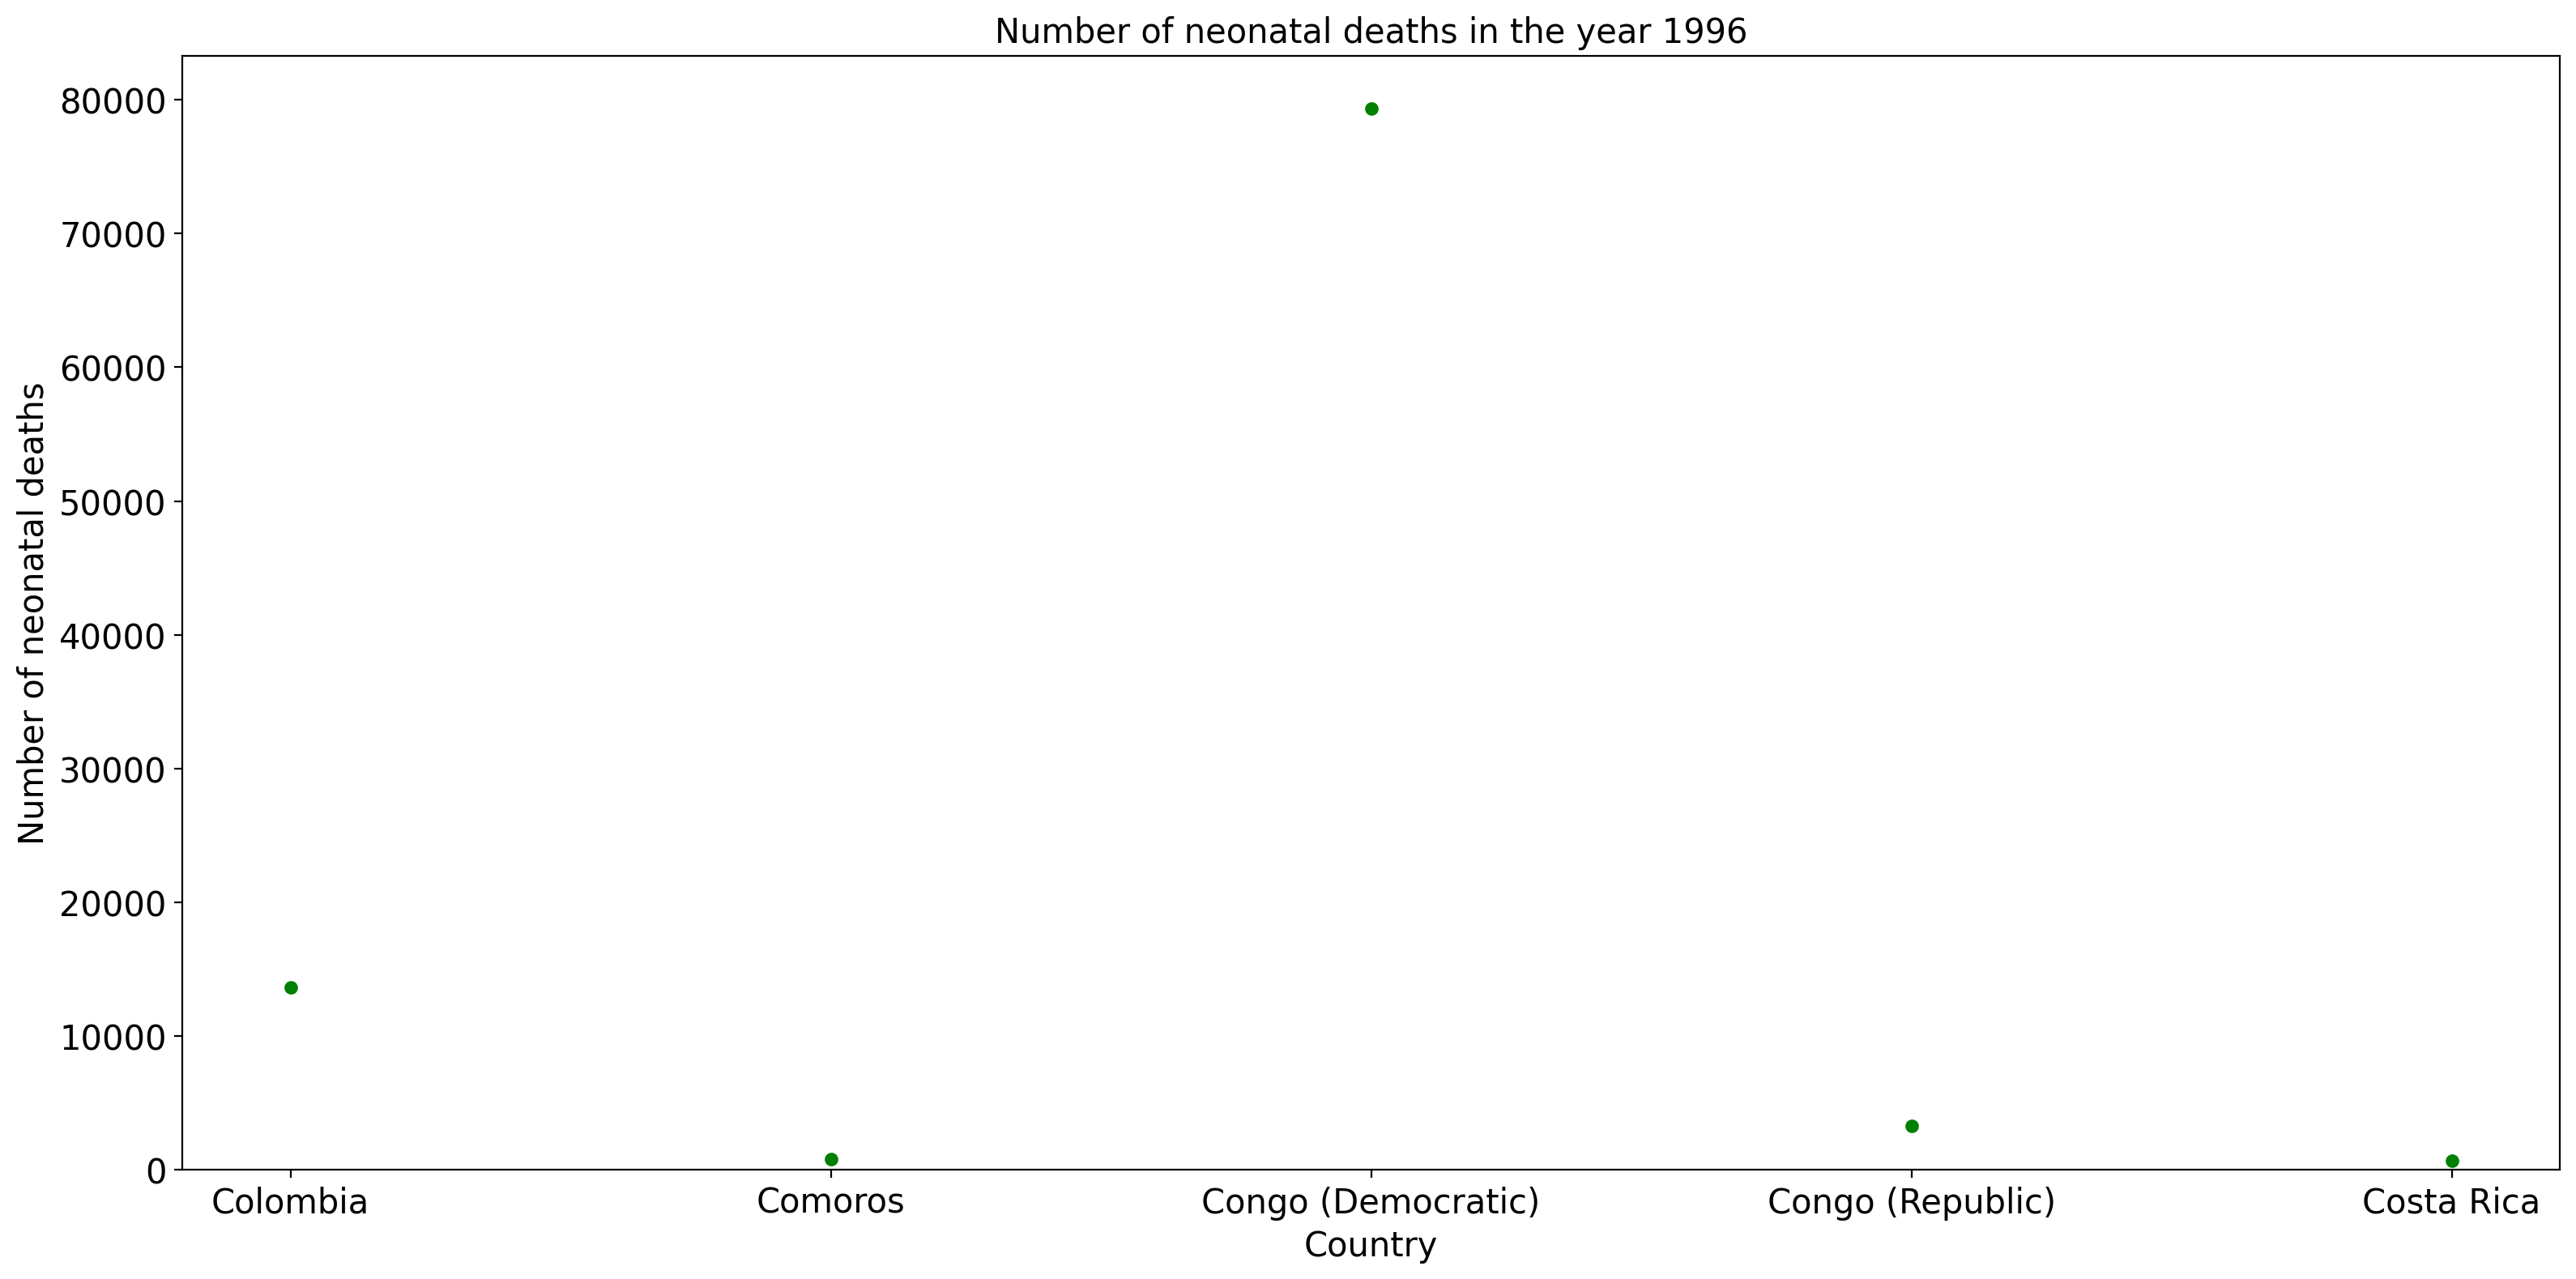 Number of neonatal deaths in the year 1996
Number of neonatal deaths
80000
70000
60000
50000
40000
30000
20000
10000
0
Colombia Comoros Congo (Democratic) Congo (Republic) Costa Rica
Country